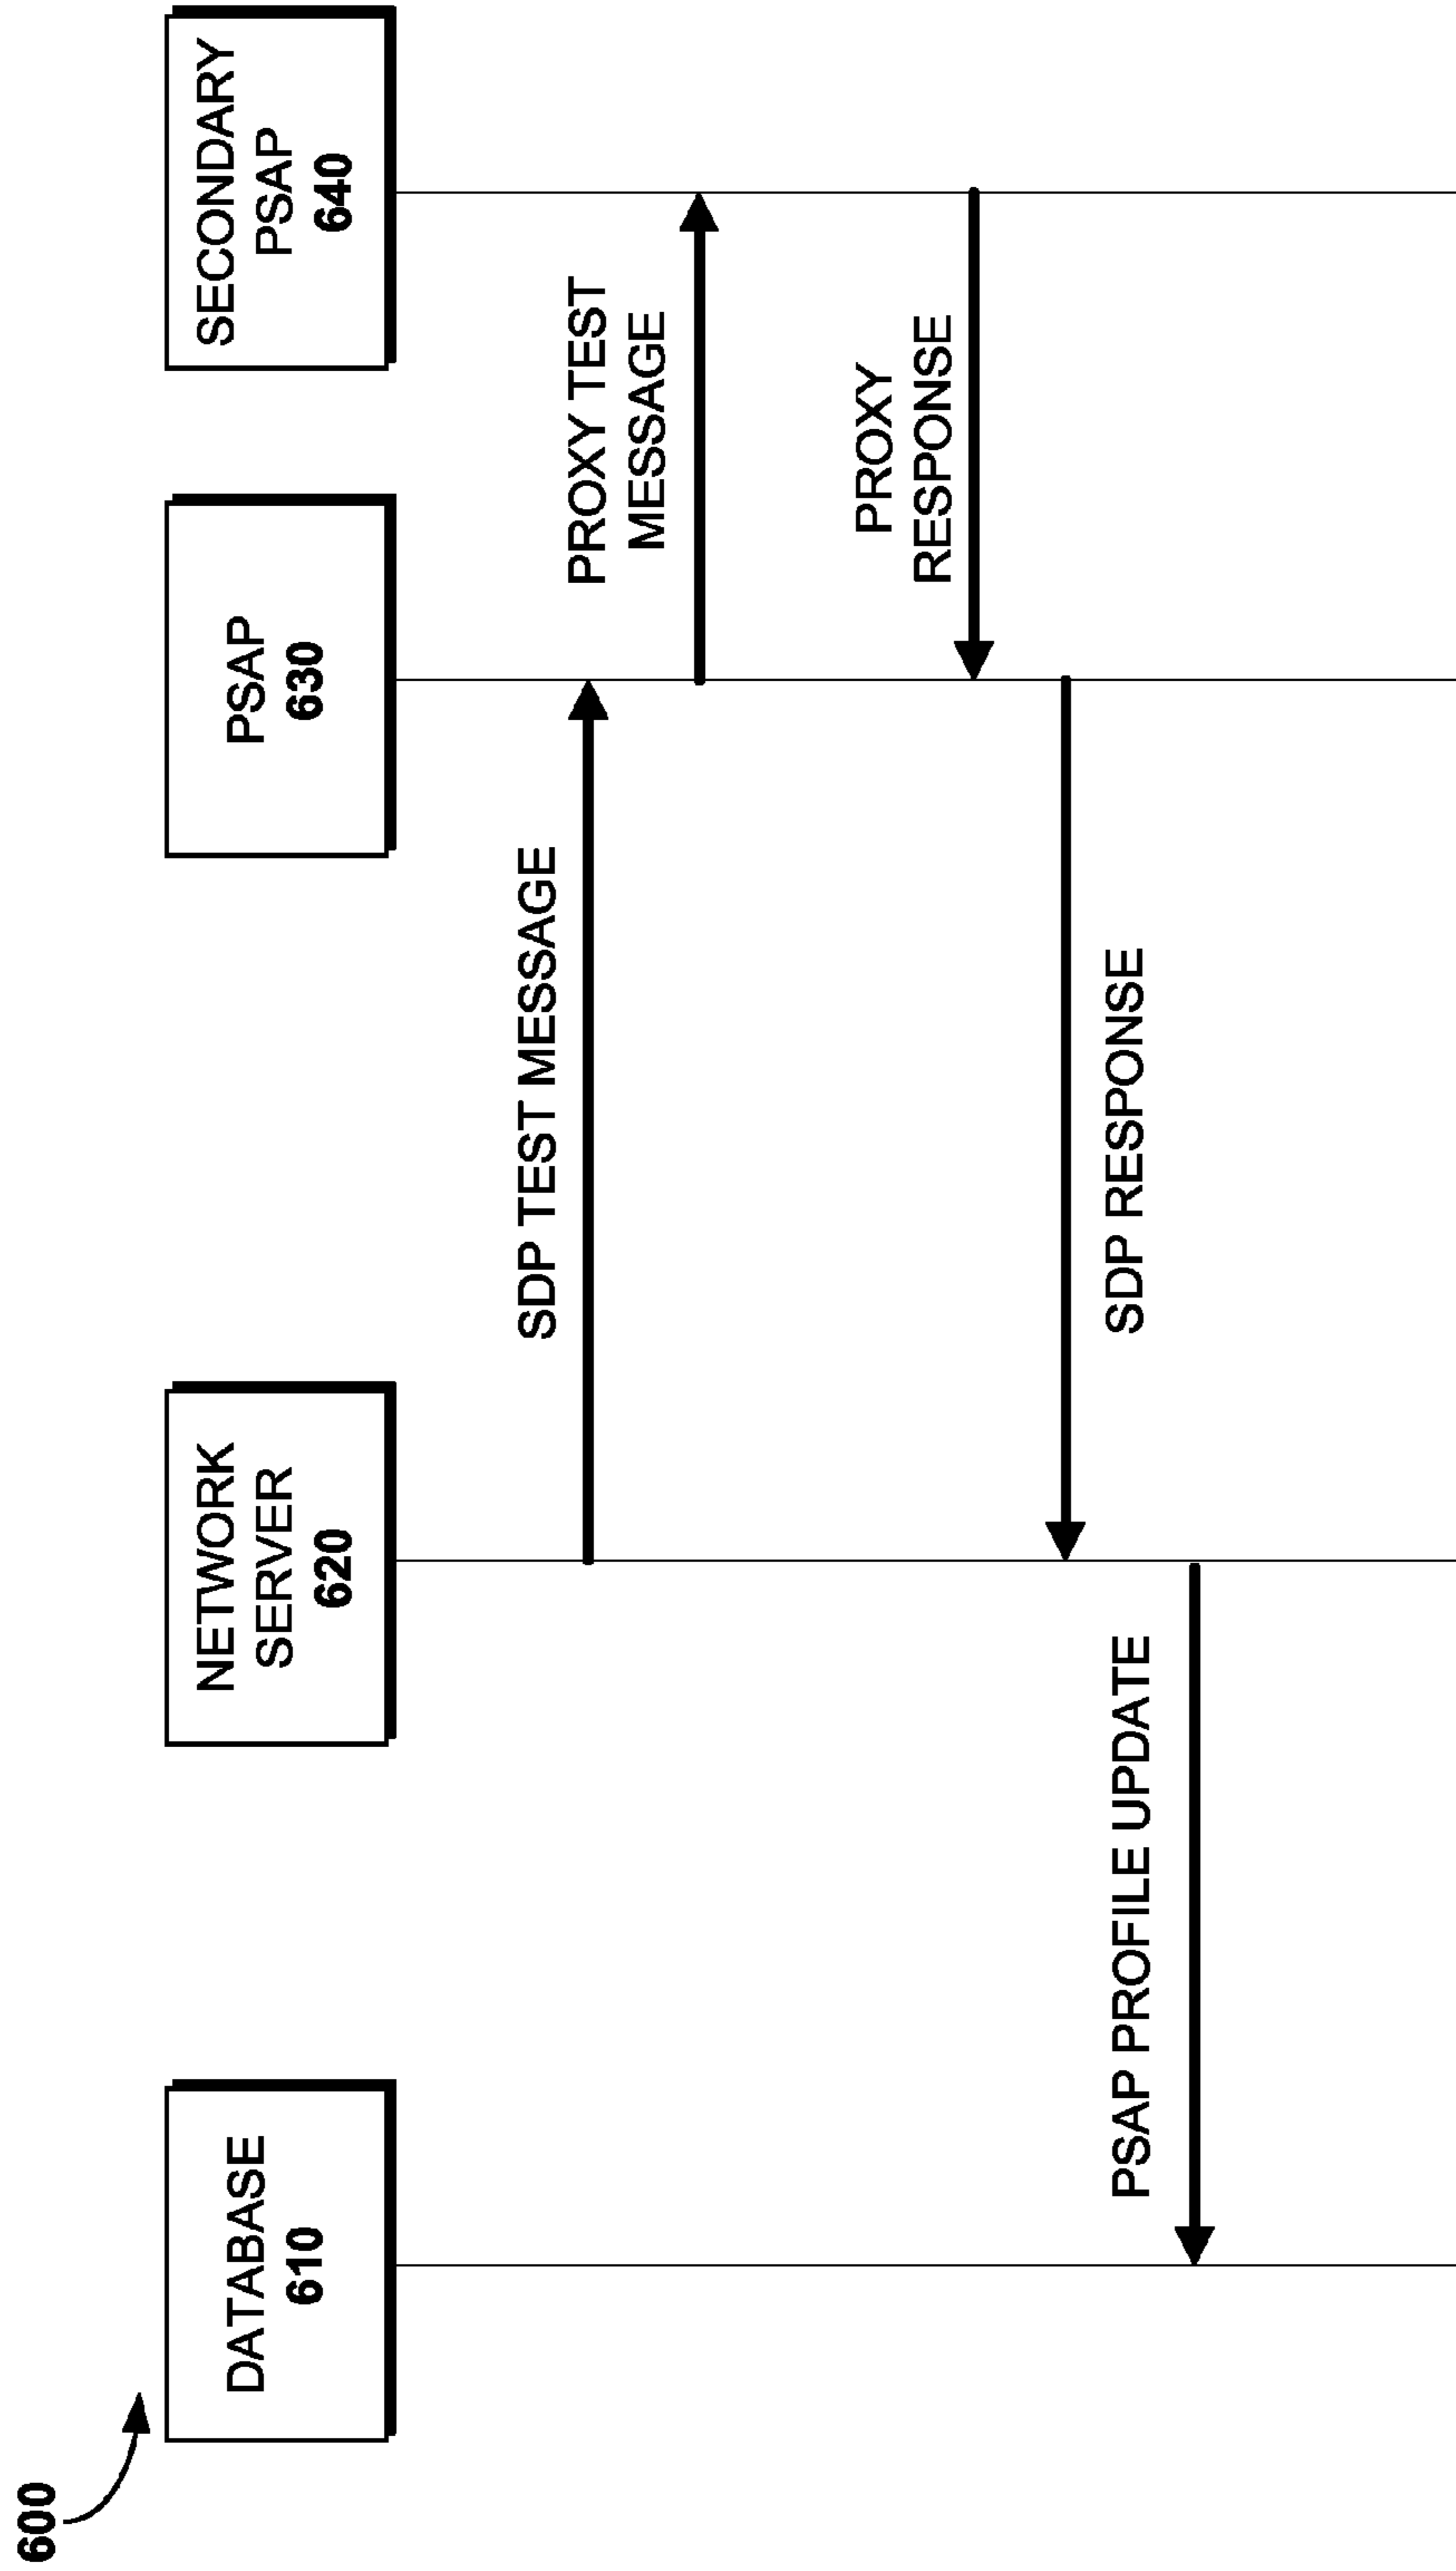 600
DATABASE
610
NETWORK
SERVER
620
PSAP
630
SECONDARY
PSAP
640
SDP TEST MESSAGE
PROXY TEST
MESSAGE
PROXY
RESPONSE
SDP RESPONSE
PSAP PROFILE UPDATE